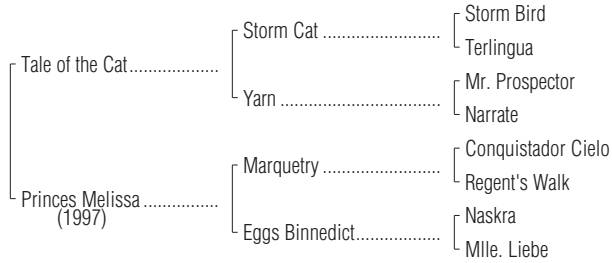 Storm Bird
Storm Cat ........................
Terlingua
Tale of the Cat..................
Mr. Prospector
Yarn .................................
Narrate
Conquistador Cielo
Marquetry ........................
Regent's Walk
Princes Melissa ...............
(1997)
Naskra
Eggs Binnedict.................
Mlle. Liebe